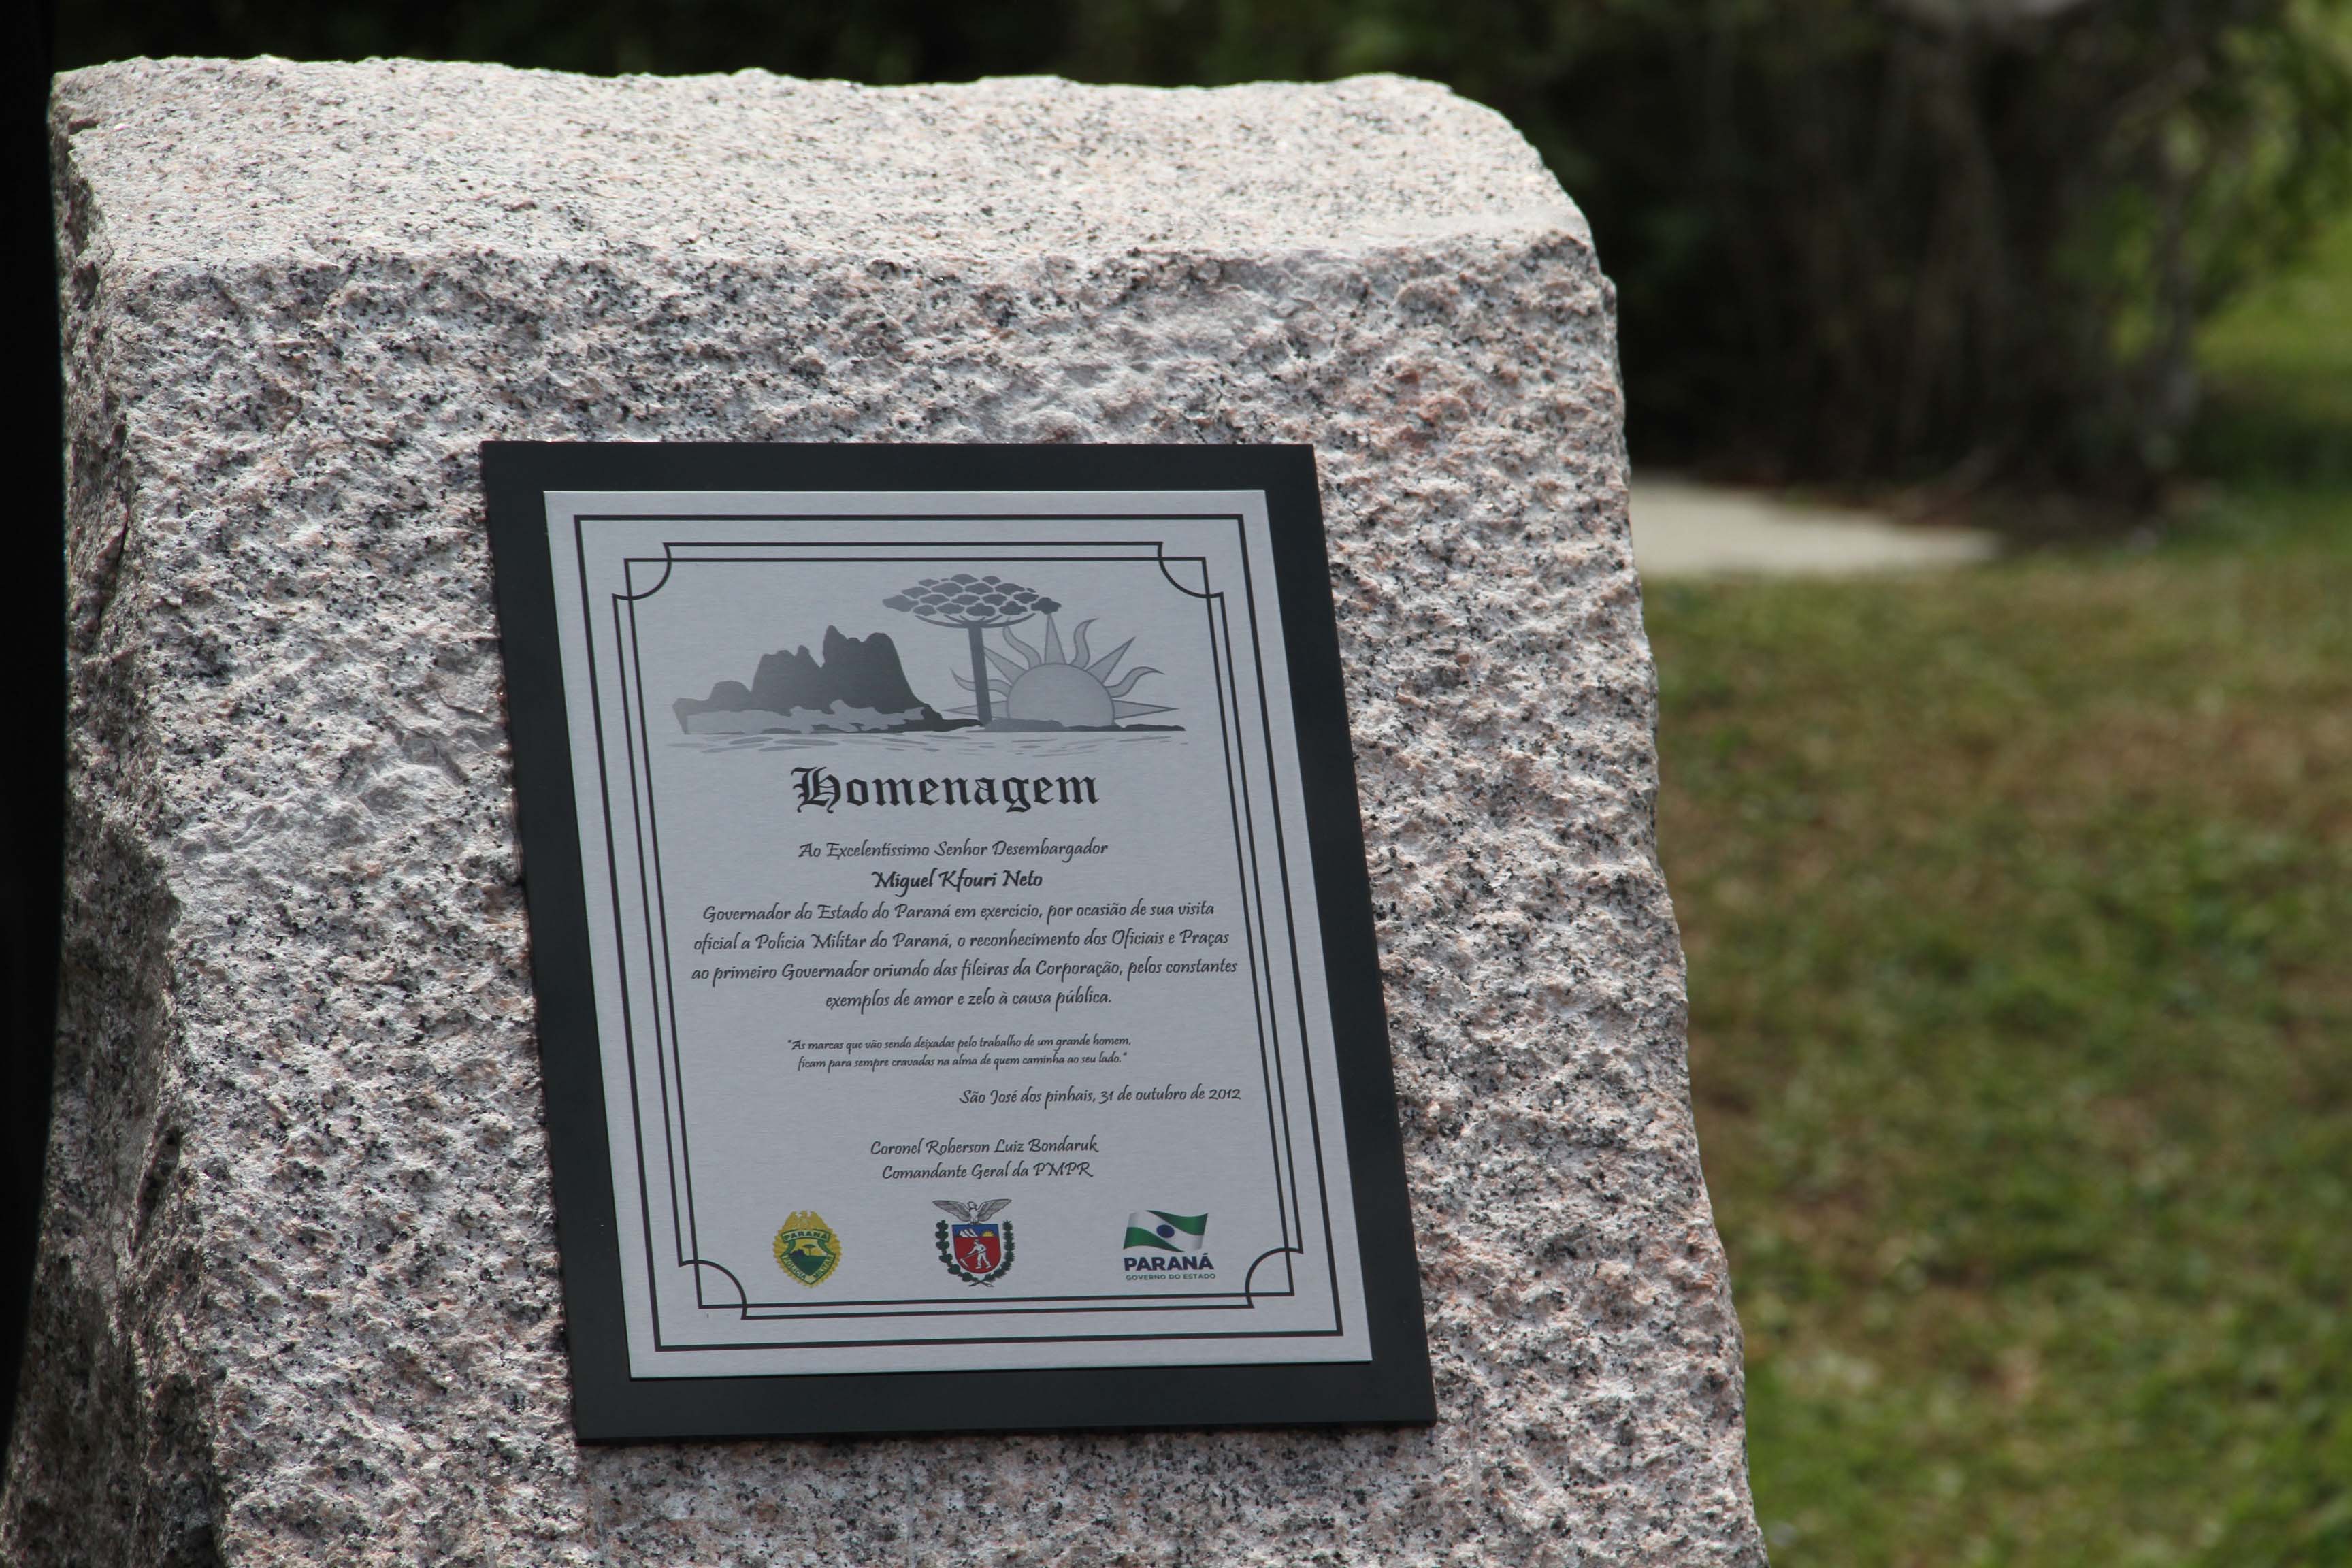 Homenagem
Ao Excelentissimo Senhor Desembargador
Miguel Kfouri Neto
Governador do Estado do Paraná em exercício, por ocasião de sua visita
oficial a Polícia Militar do Paraná, o reconhecimento dos Oficiais e Praças
ao primeiro Governador oriundo das fileiras da Corporação, pelos constantes
exemplos de amor e zelo à causa pública.
"As marcas que vão sendo deixadas pelo trabalho de um grande homem,
ficam para sempre cravadas na alma de quem caminha ao seu lado."
São José dos pinhais, 31 de outubro de 2012
Coronel Roberson Luiz Bondaruk
Comandante Geral da PMPR
PARANÁ
POLÍCIA MILITAR
PARANÁ
GOVERNO DO ESTADO